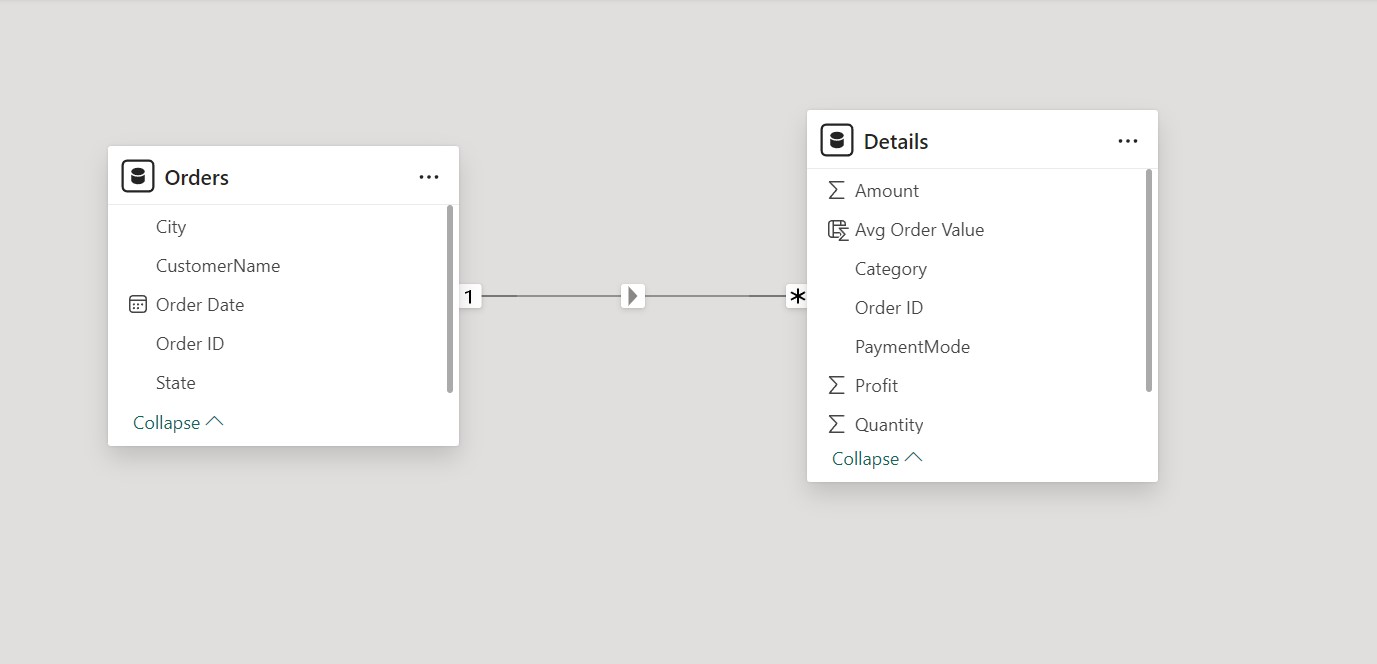 Orders
City
CustomerName
Order Date
Order ID
State
Collapse
1
*
Details
Amount
Avg Order Value
Category
Order ID
PaymentMode
Profit
Quantity
Collapse